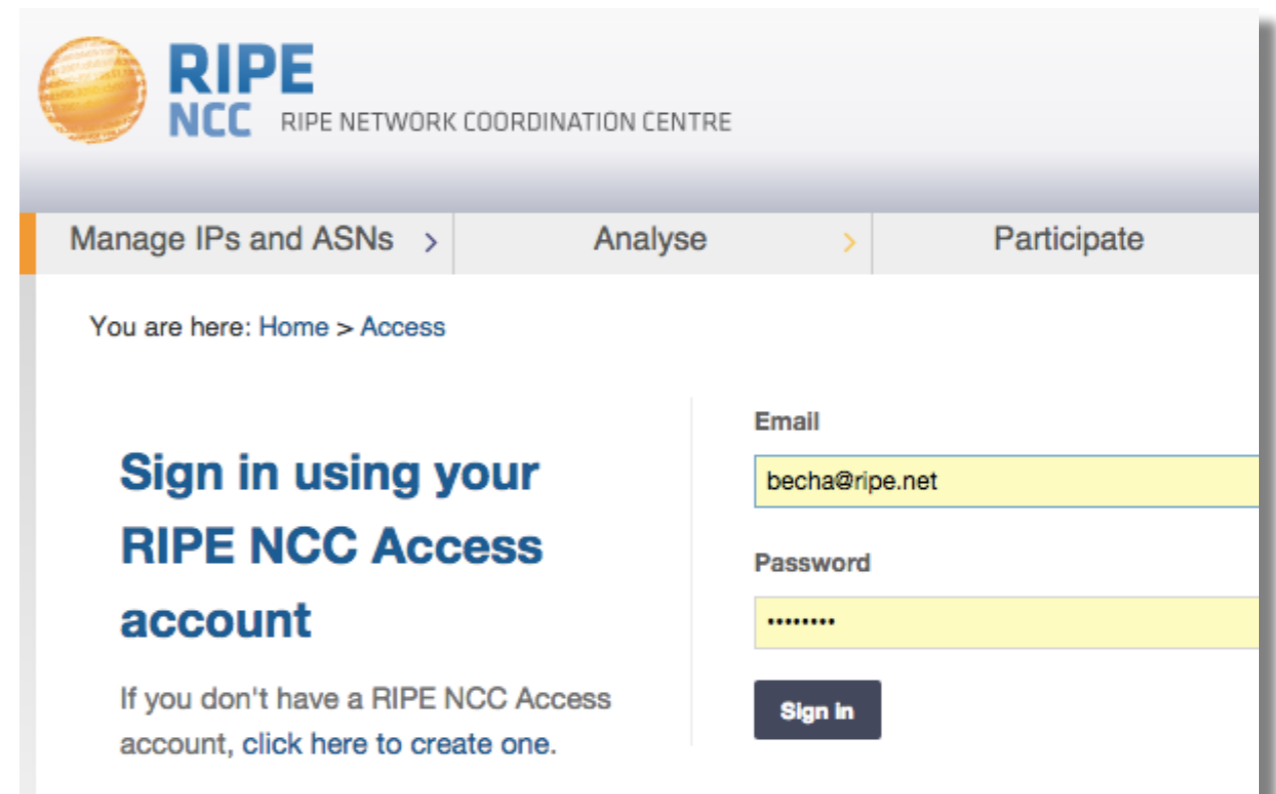 RIPE
NCC RIPE NETWORK COORDINATION CENTRE
Manage IPs and ASNs > Analyse > Participate
You are here: Home > Access
Sign in using your
RIPE NCC Access
account
If you don't have a RIPE NCC Access
account, click here to create one.
Email
becha@ripe.net
Password
••••••••
Sign in